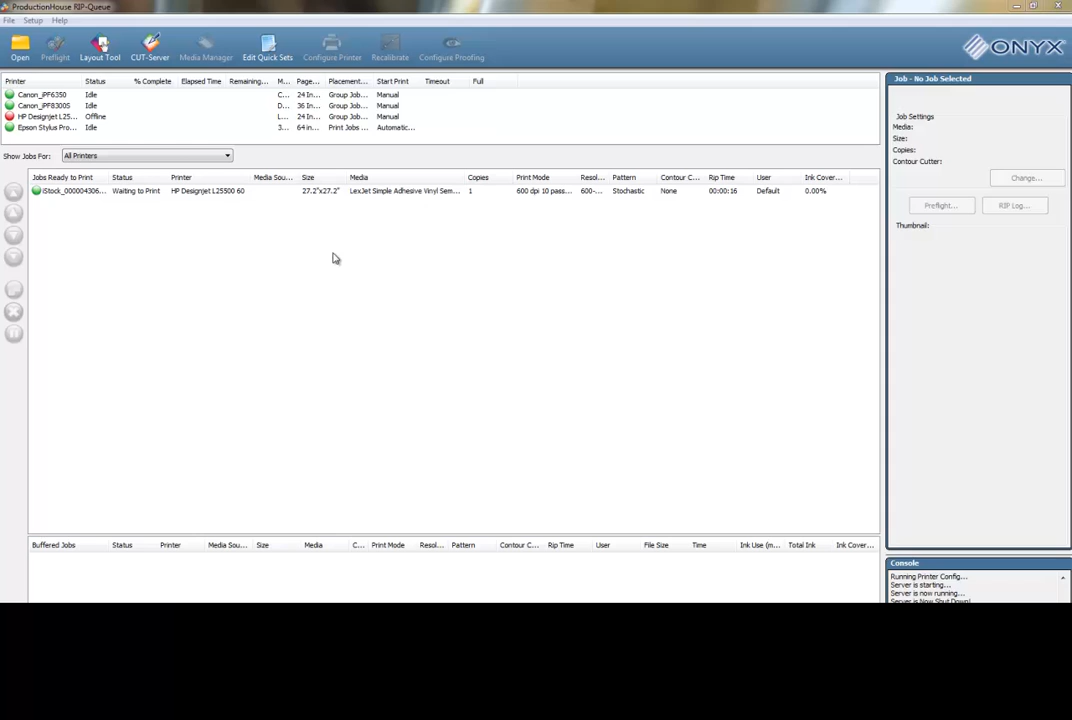 ProductionHouse RIP-Queue
File Setup Help
Open Preflight Layout Tool CUT-Server Media Manager Edit Quick Sets Configure Printer Recalibrate Configure Proofing ONYX
Printer Status % Complete Elapsed Time Remaining... M... Page... Placement... Start Print Timeout Full
Canon_iPF6350 Idle C... 24 In... Group Job... Manual
Canon_iPF8300S Idle D... 36 In... Group Job... Manual
HP Designjet L25... Offline L... 24 In... Group Job... Manual
Epson Stylus Pro... Idle 3... 64 in... Print Jobs ... Automatic...
Show Jobs For: All Printers
Jobs Ready to Print Status Printer Media Sou... Size Media Copies Print Mode Resol... Pattern Contour C... Rip Time User Ink Cover...
iStock_000004306... Waiting to Print HP Designjet L25500 60 27.2"x27.2" LexJet Simple Adhesive Vinyl Sem... 1 600 dpi 10 pass... 600-... Stochastic None 00:00:16 Default 0.00%
Buffered Jobs Status Printer Media Sou... Size Media C... Print Mode Resol... Pattern Contour C... Rip Time User File Size Time Ink Use (m... Total Ink Ink Cover...
Job - No Job Selected
Job Settings
Media:
Size:
Copies:
Contour Cutter:
Change...
Preflight... RIP Log...
Thumbnail:
Console
Running Printer Config...
Server is starting...
Server is now running...
Server is Now Shut Down!